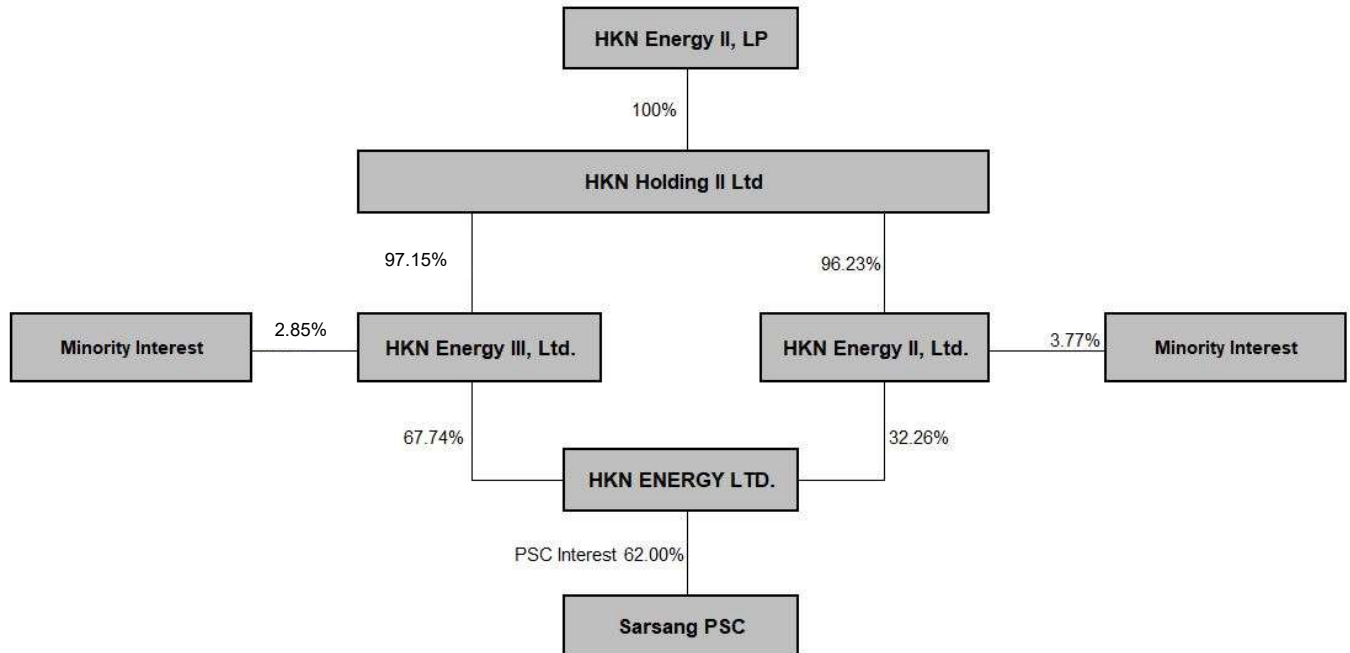 HKN Energy II, LP
100%
HKN Holding II Ltd
97.15%
96.23%
Minority Interest
2.85%
HKN Energy III, Ltd.
HKN Energy II, Ltd.
3.77%
Minority Interest
67.74%
32.26%
HKN ENERGY LTD.
PSC Interest 62.00%
Sarsang PSC